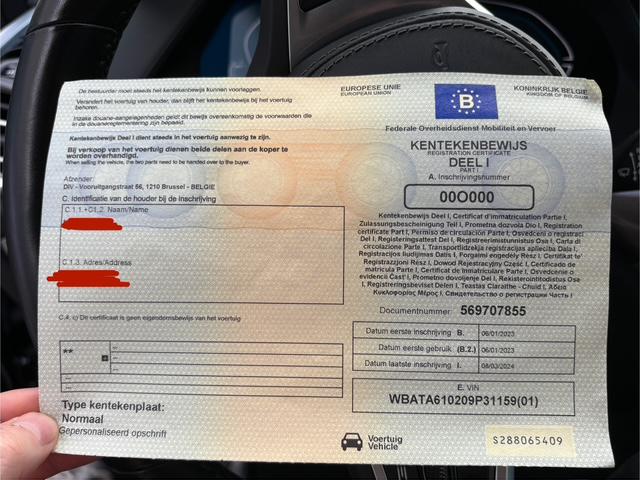 De bestuurder moet steeds het kentekenbewijs kunnen voorleggen.
Verandert het voertuig van houder, dan blijft het kentekenbewijs bij het voertuig
behoren.
Inzake douane-aangelegenheden geldt dit bewijs overeenkomstig de voorwaarden die
in de douanereglementering zijn bepaald.
Kentekenbewijs Deel I dient steeds in het voertuig aanwezig te zijn.
Bij verkoop van het voertuig dienen beide delen aan de koper te
worden overhandigd.
When selling the vehicle, the two parts need to be handed over to the buyer.
Afzender:
DIV - Vooruitgangstraat 56, 1210 Brussel - BELGIE
C. Identificatie van de houder bij de inschrijving
C.1.1.+C1.2. Naam/Name
C.1.3. Adres/Address
C.4. c) Dit certificaat is geen eigendomsbewijs van het voertuig
**
Type kentekenplaat:
Normaal
Gepersonaliseerd opschrift
EUROPESE UNIE
EUROPEAN UNION
B
KONINKRIJK BELGIE
KINGDOM OF BELGIUM
Federale Overheidsdienst Mobiliteit en Vervoer
KENTEKENBEWIJS
REGISTRATION CERTIFICATE
DEEL I
PART I
A. Inschrijvingsnummer
00O000
Kentekenbewijs Deel I, Certificat d'immatriculation Partie I,
Zulassungsbescheinigung Teil I, Prometna dozvola Dio I, Registration
certificate Part I, Permiso de circulación Parte I, Osvedčení o registraci
Del I, Registreringsattest Del I, Registreerimistunnistus Osa I, Carta di
circolazione Parte I, Transportlīdzekļa reģistrācijas apliecība Daļa I,
Registracijos liudijimas Dalis I, Forgalmi engedély Rész I, Ċertifikat ta'
Reġistrazzjoni Rész I, Dowod Rejestracyjny Część I, Certificado de
matrícula Parte I, Certificat de Inmatriculare Partea I, Osvedcenie o
evidencii Časť I, Prometno dovoljenje Del I, Rekisteröintitodistus Osa
I, Registreringsbeviset Delen I, Teastas Claraithe - Chuid I, Άδεια
Κυκλοφορίας Μέρος I, Свидетелство о регистрации Часть I
Documentnummer 569707855
Datum eerste inschrijving B. 06/01/2023
Datum eerste gebruik (B.2.) 06/01/2023
Datum laatste inschrijving I. 08/03/2024
E. VIN
WBATA610209P31159(01)
Voertuig
Vehicle
S288065409